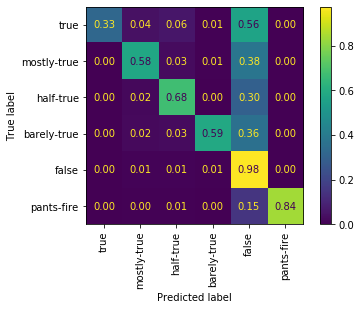 true 0.33 0.04 0.06 0.01 0.56 0.00
mostly-true 0.00 0.58 0.03 0.01 0.38 0.00
half-true 0.00 0.02 0.68 0.00 0.30 0.00
barely-true 0.00 0.02 0.03 0.59 0.36 0.00
false 0.00 0.01 0.01 0.01 0.98 0.00
pants-fire 0.00 0.00 0.01 0.00 0.15 0.84
True label
true mostly-true half-true barely-true false pants-fire
Predicted label
0.8
0.6
0.4
0.2
0.0